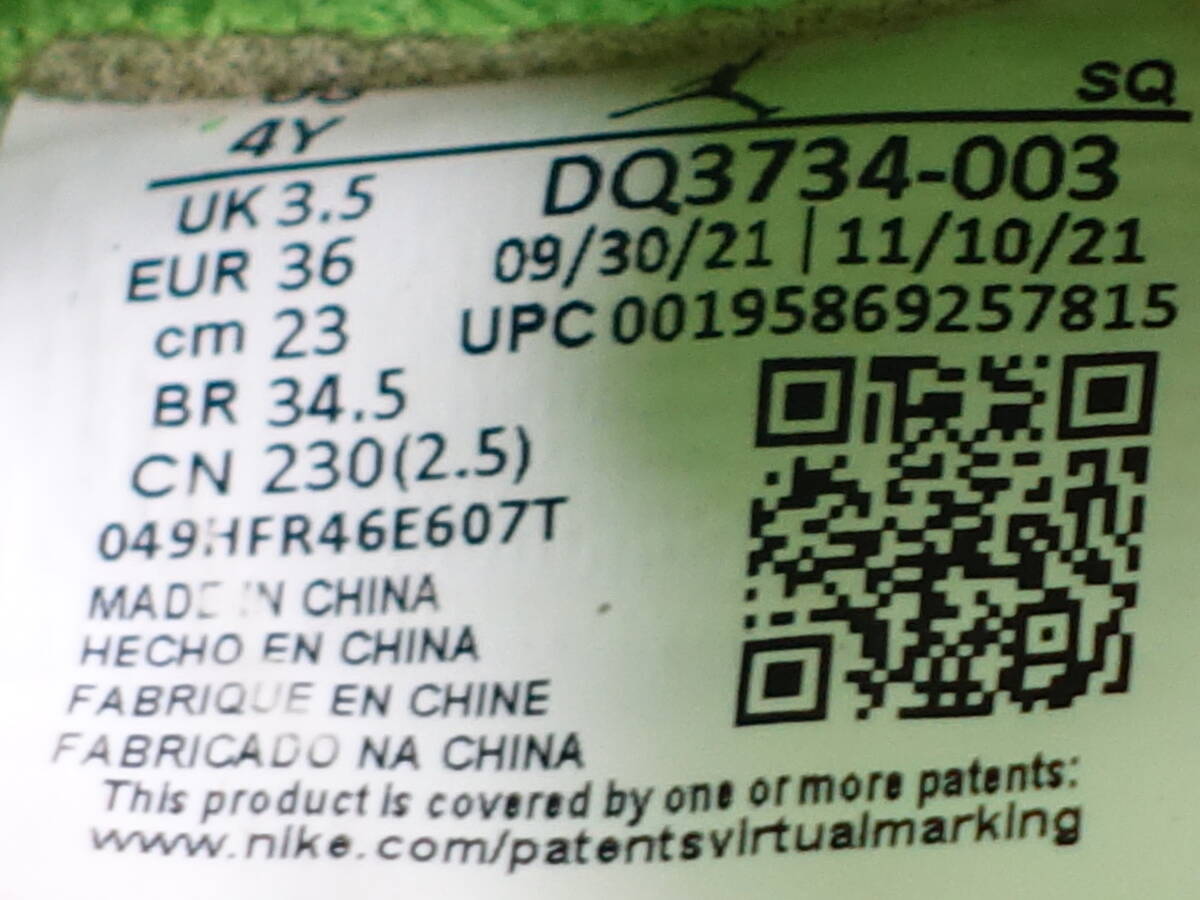 SQ
4Y
UK 3.5
DQ3734-003
EUR 36
09/30/21 | 11/10/21
cm 23
UPC 00195869257815
BR 34.5
CN 230(2.5)
049HFR46E607T
MADE IN CHINA
HECHO EN CHINA
FABRIQUE EN CHINE
FABRICADO NA CHINA
This product is covered by one or more patents:
www.nike.com/patentsvirtualmarking